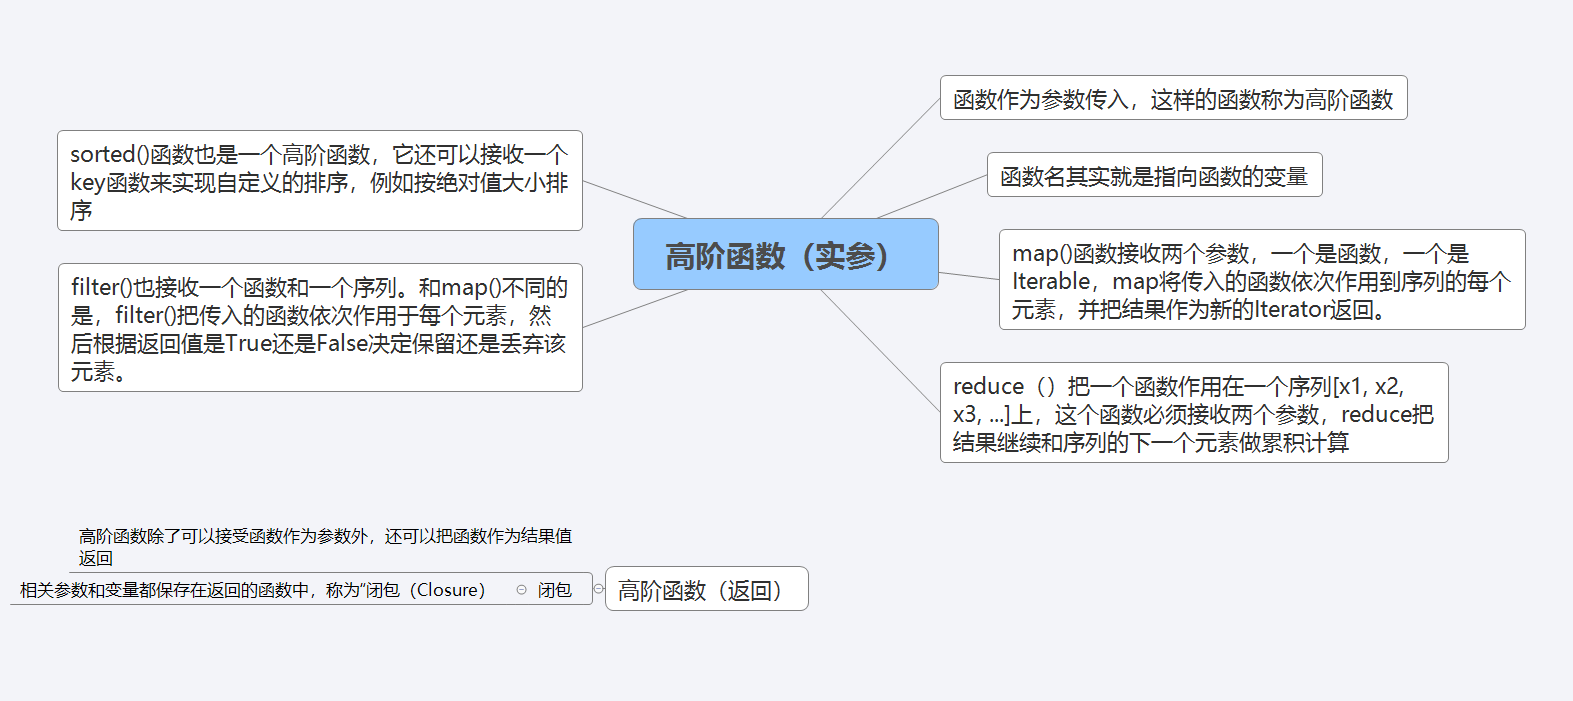 高阶函数（实参）
函数作为参数传入，这样的函数称为高阶函数
函数名其实就是指向函数的变量
map()函数接收两个参数，一个是函数，一个是
Iterable，map将传入的函数依次作用到序列的每个
元素，并把结果作为新的Iterator返回。
reduce（）把一个函数作用在一个序列[x1, x2,
x3, ...]上，这个函数必须接收两个参数，reduce把
结果继续和序列的下一个元素做累积计算
sorted()函数也是一个高阶函数，它还可以接收一个
key函数来实现自定义的排序，例如按绝对值大小排
序
filter()也接收一个函数和一个序列。和map()不同的
是，filter()把传入的函数依次作用于每个元素，然
后根据返回值是True还是False决定保留还是丢弃该
元素。
高阶函数（返回）
高阶函数除了可以接受函数作为参数外，还可以把函数作为结果值
返回
闭包
相关参数和变量都保存在返回的函数中，称为“闭包（Closure）